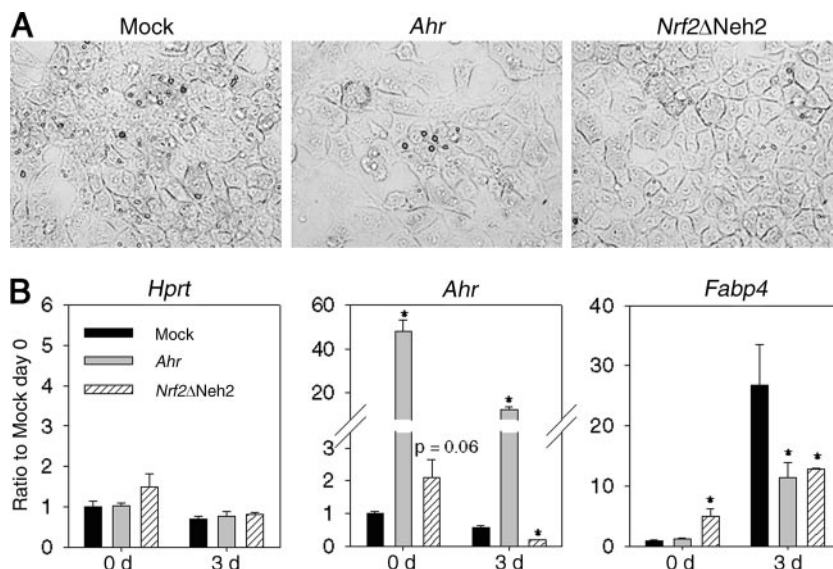 A
Mock
Ahr
Nrf2ΔNeh2
B
Hprt
Ahr
Fabp4
Ratio to Mock day 0
6
5
4
3
2
1
0
Mock
Ahr
Nrf2ΔNeh2
0 d
3 d
60
40
20
3
2
1
0
*
*
p = 0.06
*
0 d
3 d
40
30
20
10
0
*
*
*
0 d
3 d